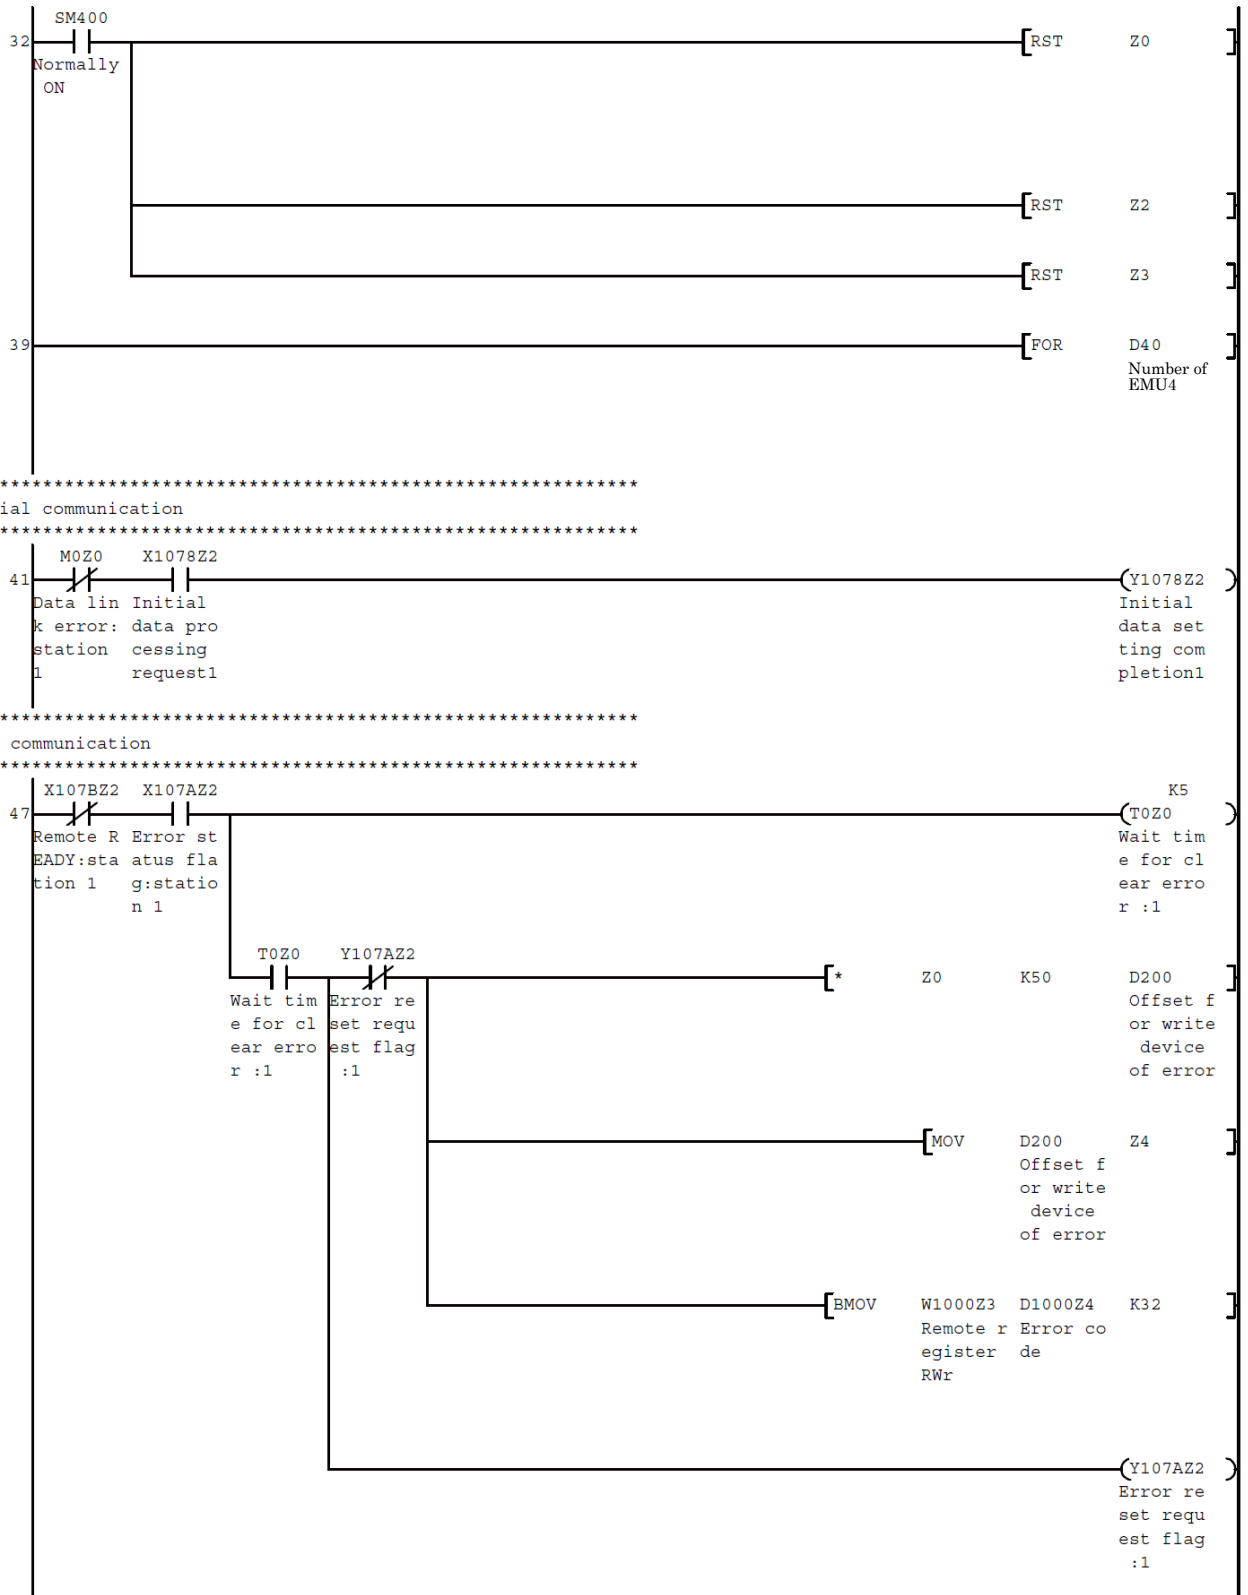 SM400
32
RST Z0
Normally
ON
RST Z2
RST Z3
39
FOR D40
Number of
EMU4
************************************************************
ial communication
************************************************************
M0Z0 X1078Z2
41
Y1078Z2
Data lin Initial
Initial
k error: data pro
data set
station cessing
ting com
1 request1
pletion1
************************************************************
communication
************************************************************
X107BZ2 X107AZ2
K5
47
T0Z0
Remote R Error st
Wait tim
EADY:sta atus fla
e for cl
tion 1 g:statio
ear erro
n 1
r :1
T0Z0 Y107AZ2
* Z0 K50 D200
Wait tim Error re
Offset f
e for cl set requ
or write
ear erro est flag
device
r :1 :1
of error
MOV D200 Z4
Offset f
or write
device
of error
BMOV W1000Z3 D1000Z4 K32
Remote r Error co
egister de
RWr
Y107AZ2
Error re
set requ
est flag
:1